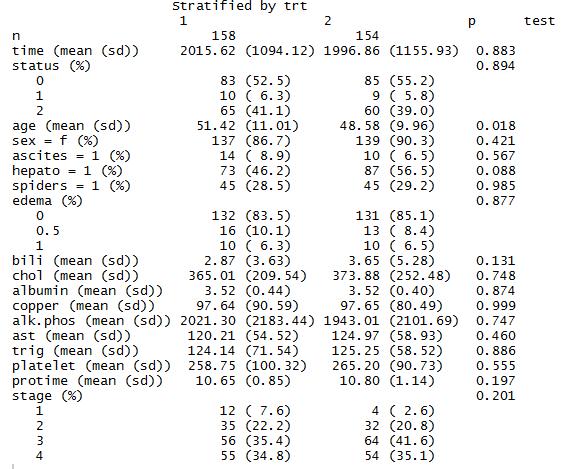 Stratified by trt
1 2 p test
n 158 154
time (mean (sd)) 2015.62 (1094.12) 1996.86 (1155.93) 0.883
status (%) 0.894
0 83 (52.5) 85 (55.2)
1 10 ( 6.3) 9 ( 5.8)
2 65 (41.1) 60 (39.0)
age (mean (sd)) 51.42 (11.01) 48.58 (9.96) 0.018
sex = f (%) 137 (86.7) 139 (90.3) 0.421
ascites = 1 (%) 14 ( 8.9) 10 ( 6.5) 0.567
hepato = 1 (%) 73 (46.2) 87 (56.5) 0.088
spiders = 1 (%) 45 (28.5) 45 (29.2) 0.985
edema (%) 0.877
0 132 (83.5) 131 (85.1)
0.5 16 (10.1) 13 ( 8.4)
1 10 ( 6.3) 10 ( 6.5)
bili (mean (sd)) 2.87 (3.63) 3.65 (5.28) 0.131
chol (mean (sd)) 365.01 (209.54) 373.88 (252.48) 0.748
albumin (mean (sd)) 3.52 (0.44) 3.52 (0.40) 0.874
copper (mean (sd)) 97.64 (90.59) 97.65 (80.49) 0.999
alk.phos (mean (sd)) 2021.30 (2183.44) 1943.01 (2101.69) 0.747
ast (mean (sd)) 120.21 (54.52) 124.97 (58.93) 0.460
trig (mean (sd)) 124.14 (71.54) 125.25 (58.52) 0.886
platelet (mean (sd)) 258.75 (100.32) 265.20 (90.73) 0.555
protime (mean (sd)) 10.65 (0.85) 10.80 (1.14) 0.197
stage (%) 0.201
1 12 ( 7.6) 4 ( 2.6)
2 35 (22.2) 32 (20.8)
3 56 (35.4) 64 (41.6)
4 55 (34.8) 54 (35.1)